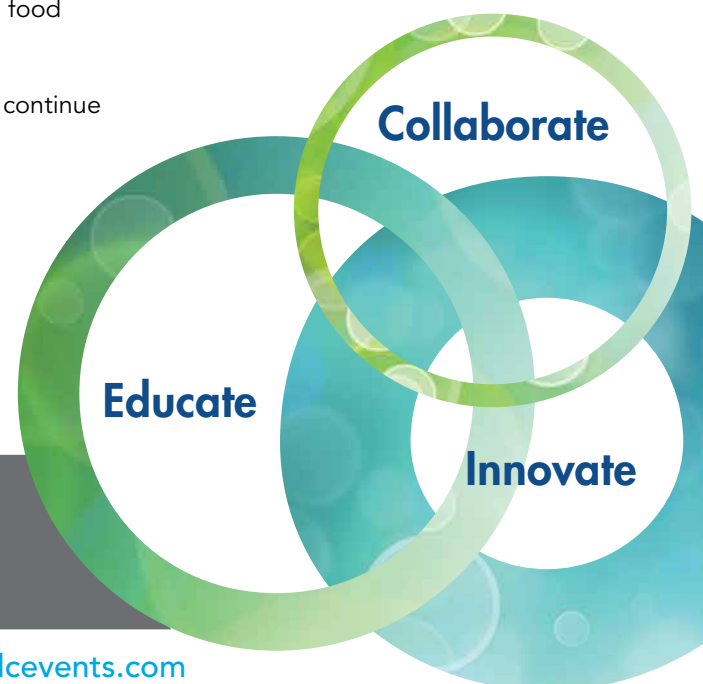 food
continue
Collaborate
Educate
Innovate
lcevents.com